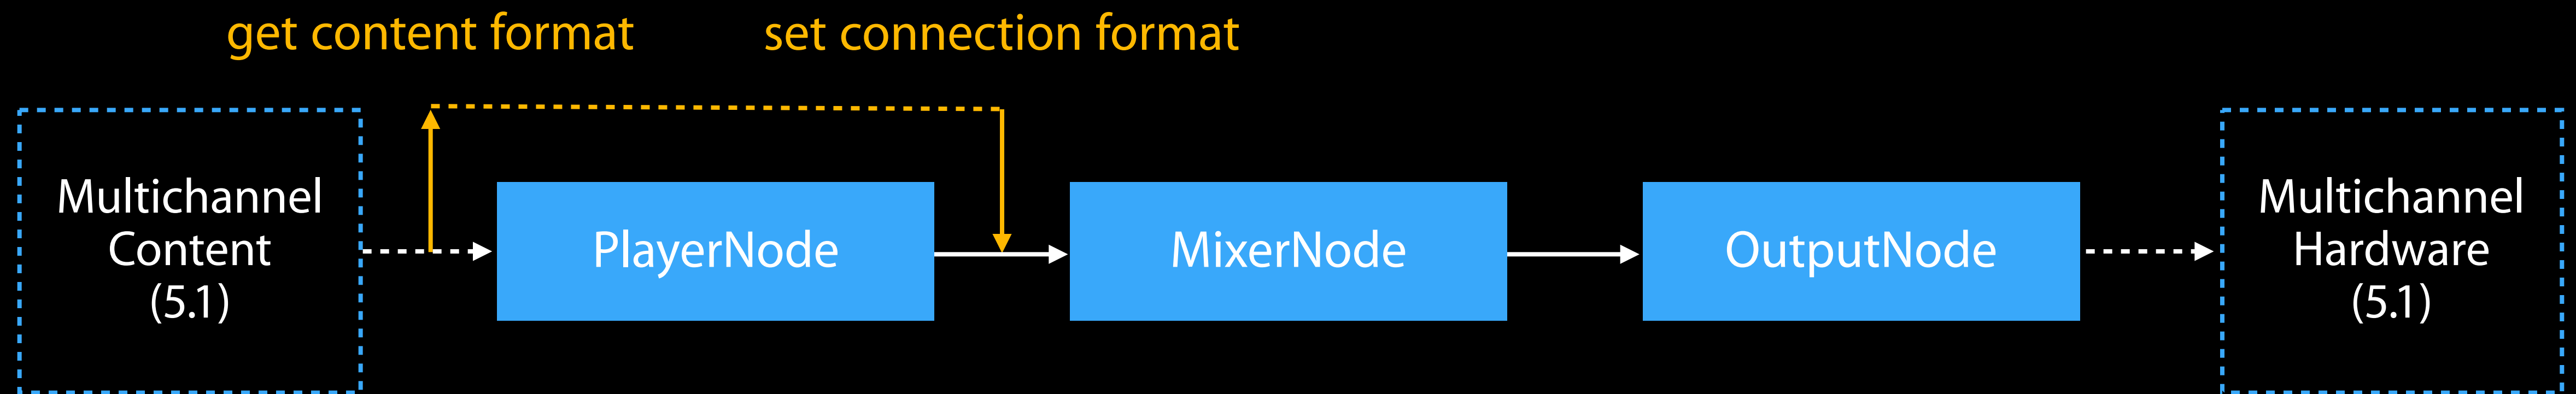 get content format
set connection format
Multichannel
Content
(5.1)
PlayerNode
MixerNode
OutputNode
Multichannel
Hardware
(5.1)